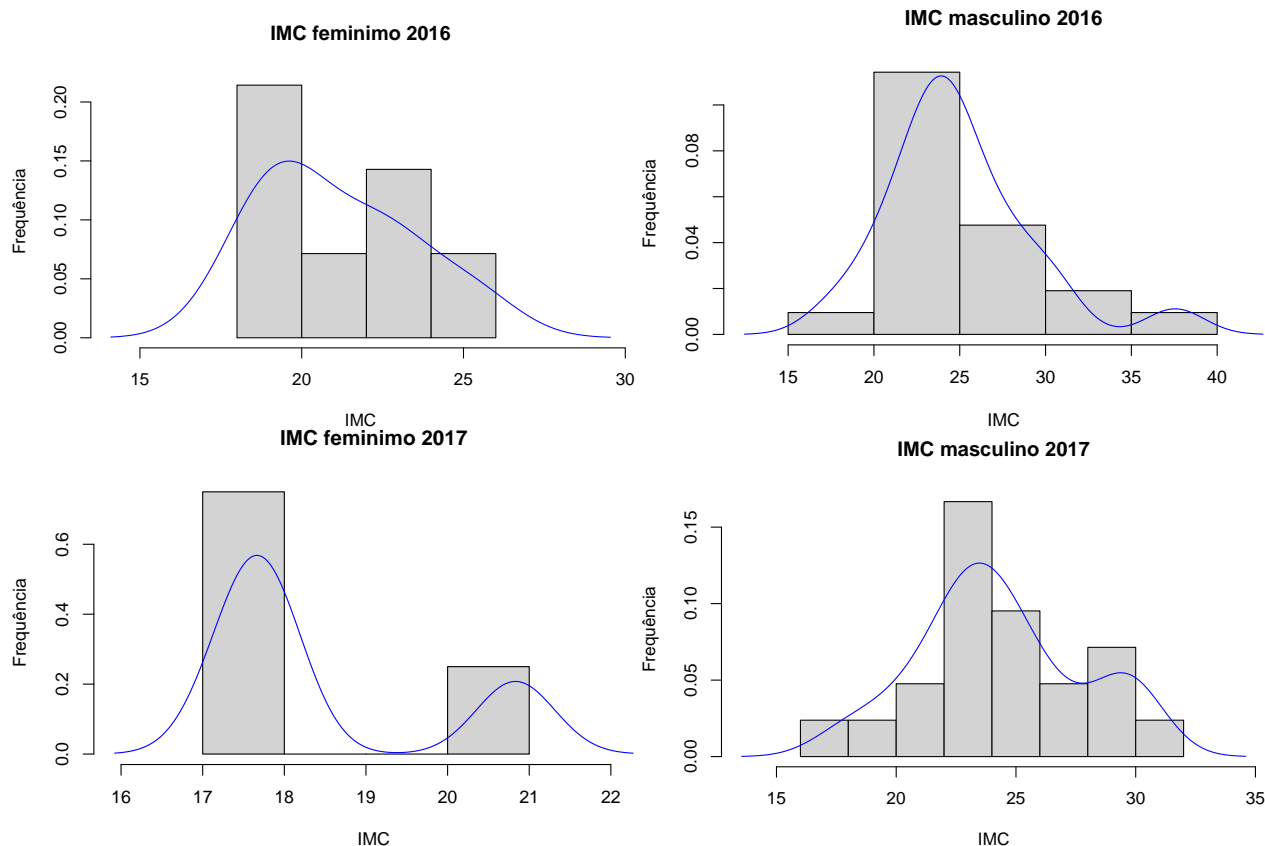 IMC feminimo 2016
Frequência
0.00 0.05 0.10 0.15 0.20
15 20 25 30
IMC
IMC masculino 2016
Frequência
0.00 0.04 0.08
15 20 25 30 35 40
IMC
IMC feminimo 2017
Frequência
0.0 0.2 0.4 0.6
16 17 18 19 20 21 22
IMC
IMC masculino 2017
Frequência
0.00 0.05 0.10 0.15
15 20 25 30 35
IMC